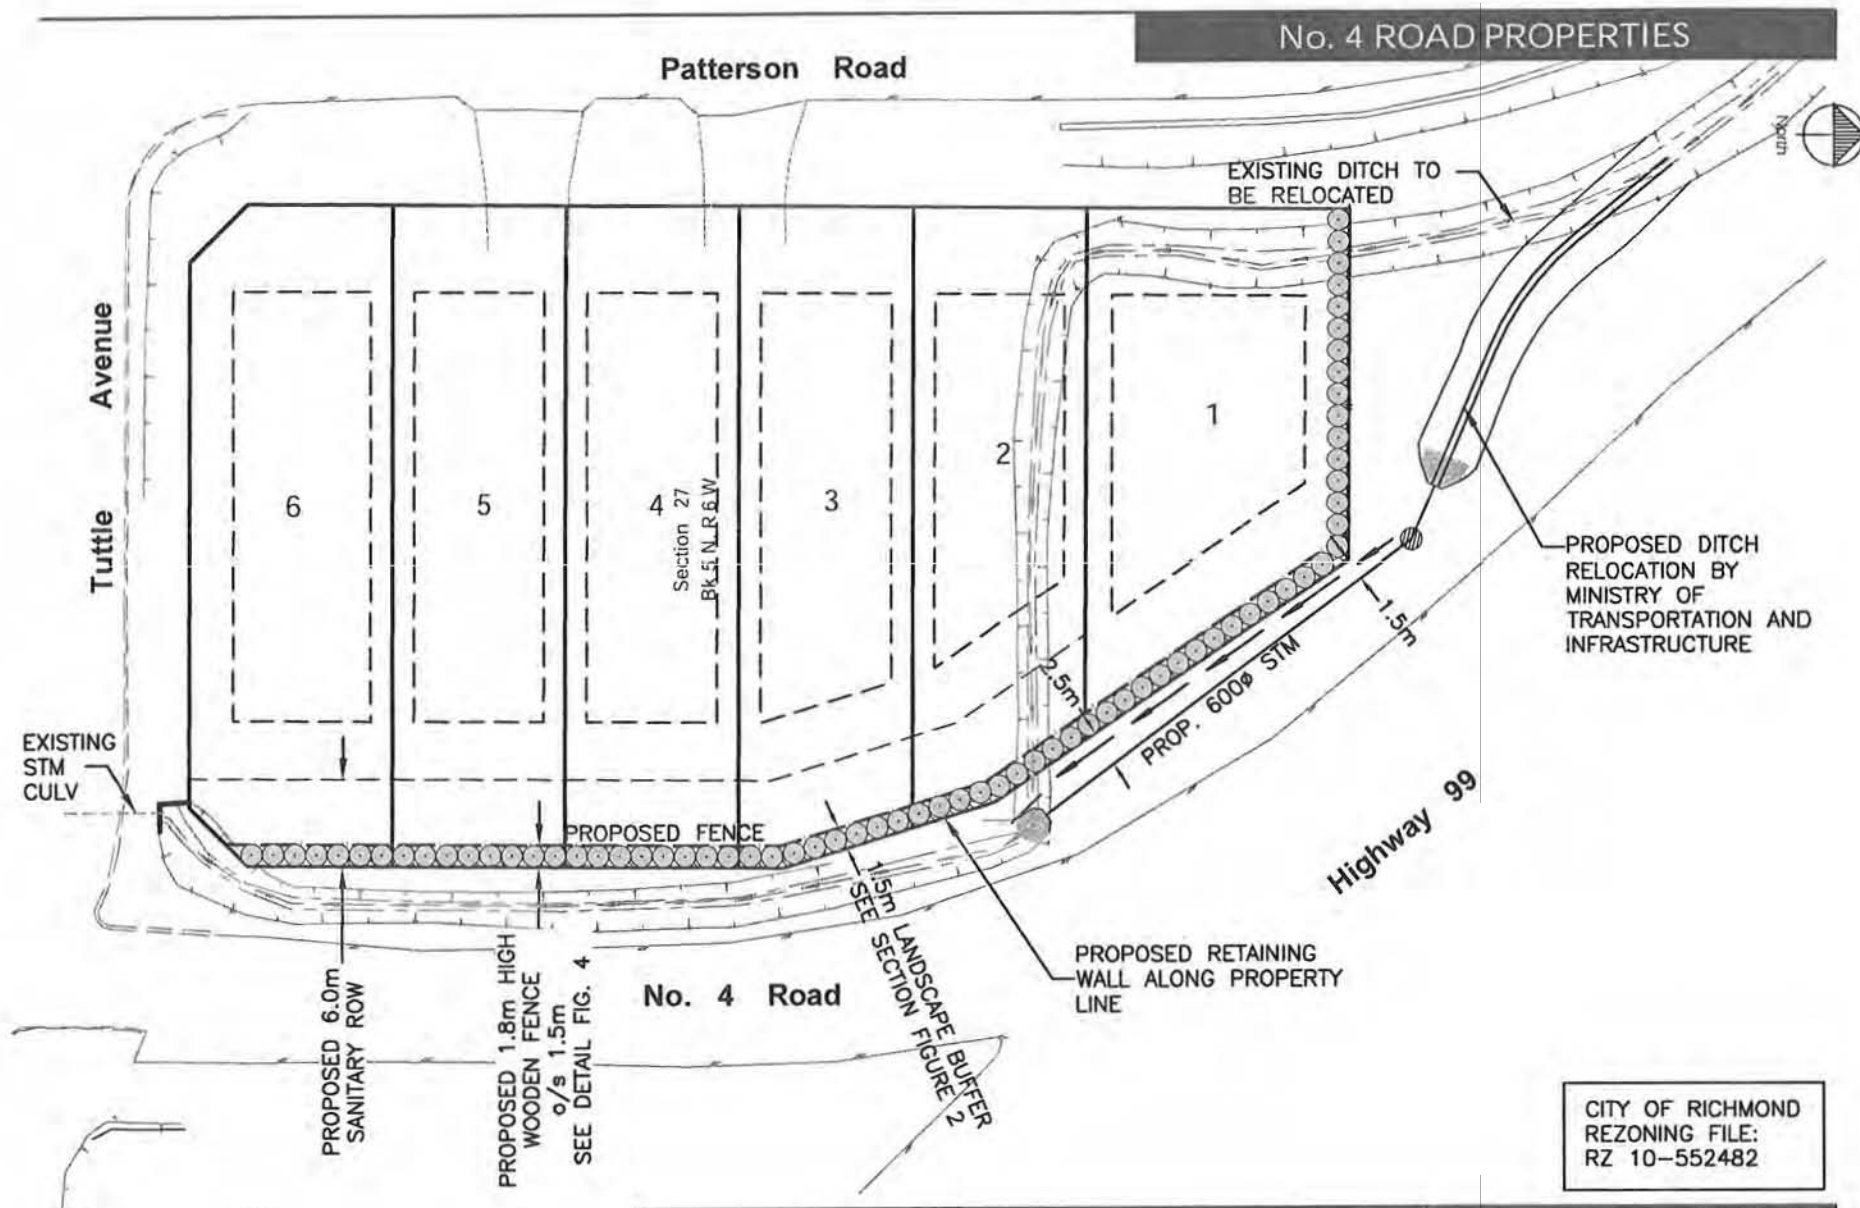 No. 4 ROAD PROPERTIES
Patterson Road
North
EXISTING DITCH TO
BE RELOCATED
Tuttle Avenue
6
5
4
3
2
1
Section 27
Bk 5 N R 6 W
PROPOSED DITCH
RELOCATION BY
MINISTRY OF
TRANSPORTATION AND
INFRASTRUCTURE
1.5m
2.5m
PROP. 600ø STM
EXISTING
STM
CULV
PROPOSED FENCE
Highway 99
1.5m LANDSCAPE BUFFER
SEE SECTION FIGURE 2
PROPOSED RETAINING
WALL ALONG PROPERTY
LINE
No. 4 Road
PROPOSED 6.0m
SANITARY ROW
PROPOSED 1.8m HIGH
WOODEN FENCE
o/s 1.5m
SEE DETAIL FIG. 4
CITY OF RICHMOND
REZONING FILE:
RZ 10-552482